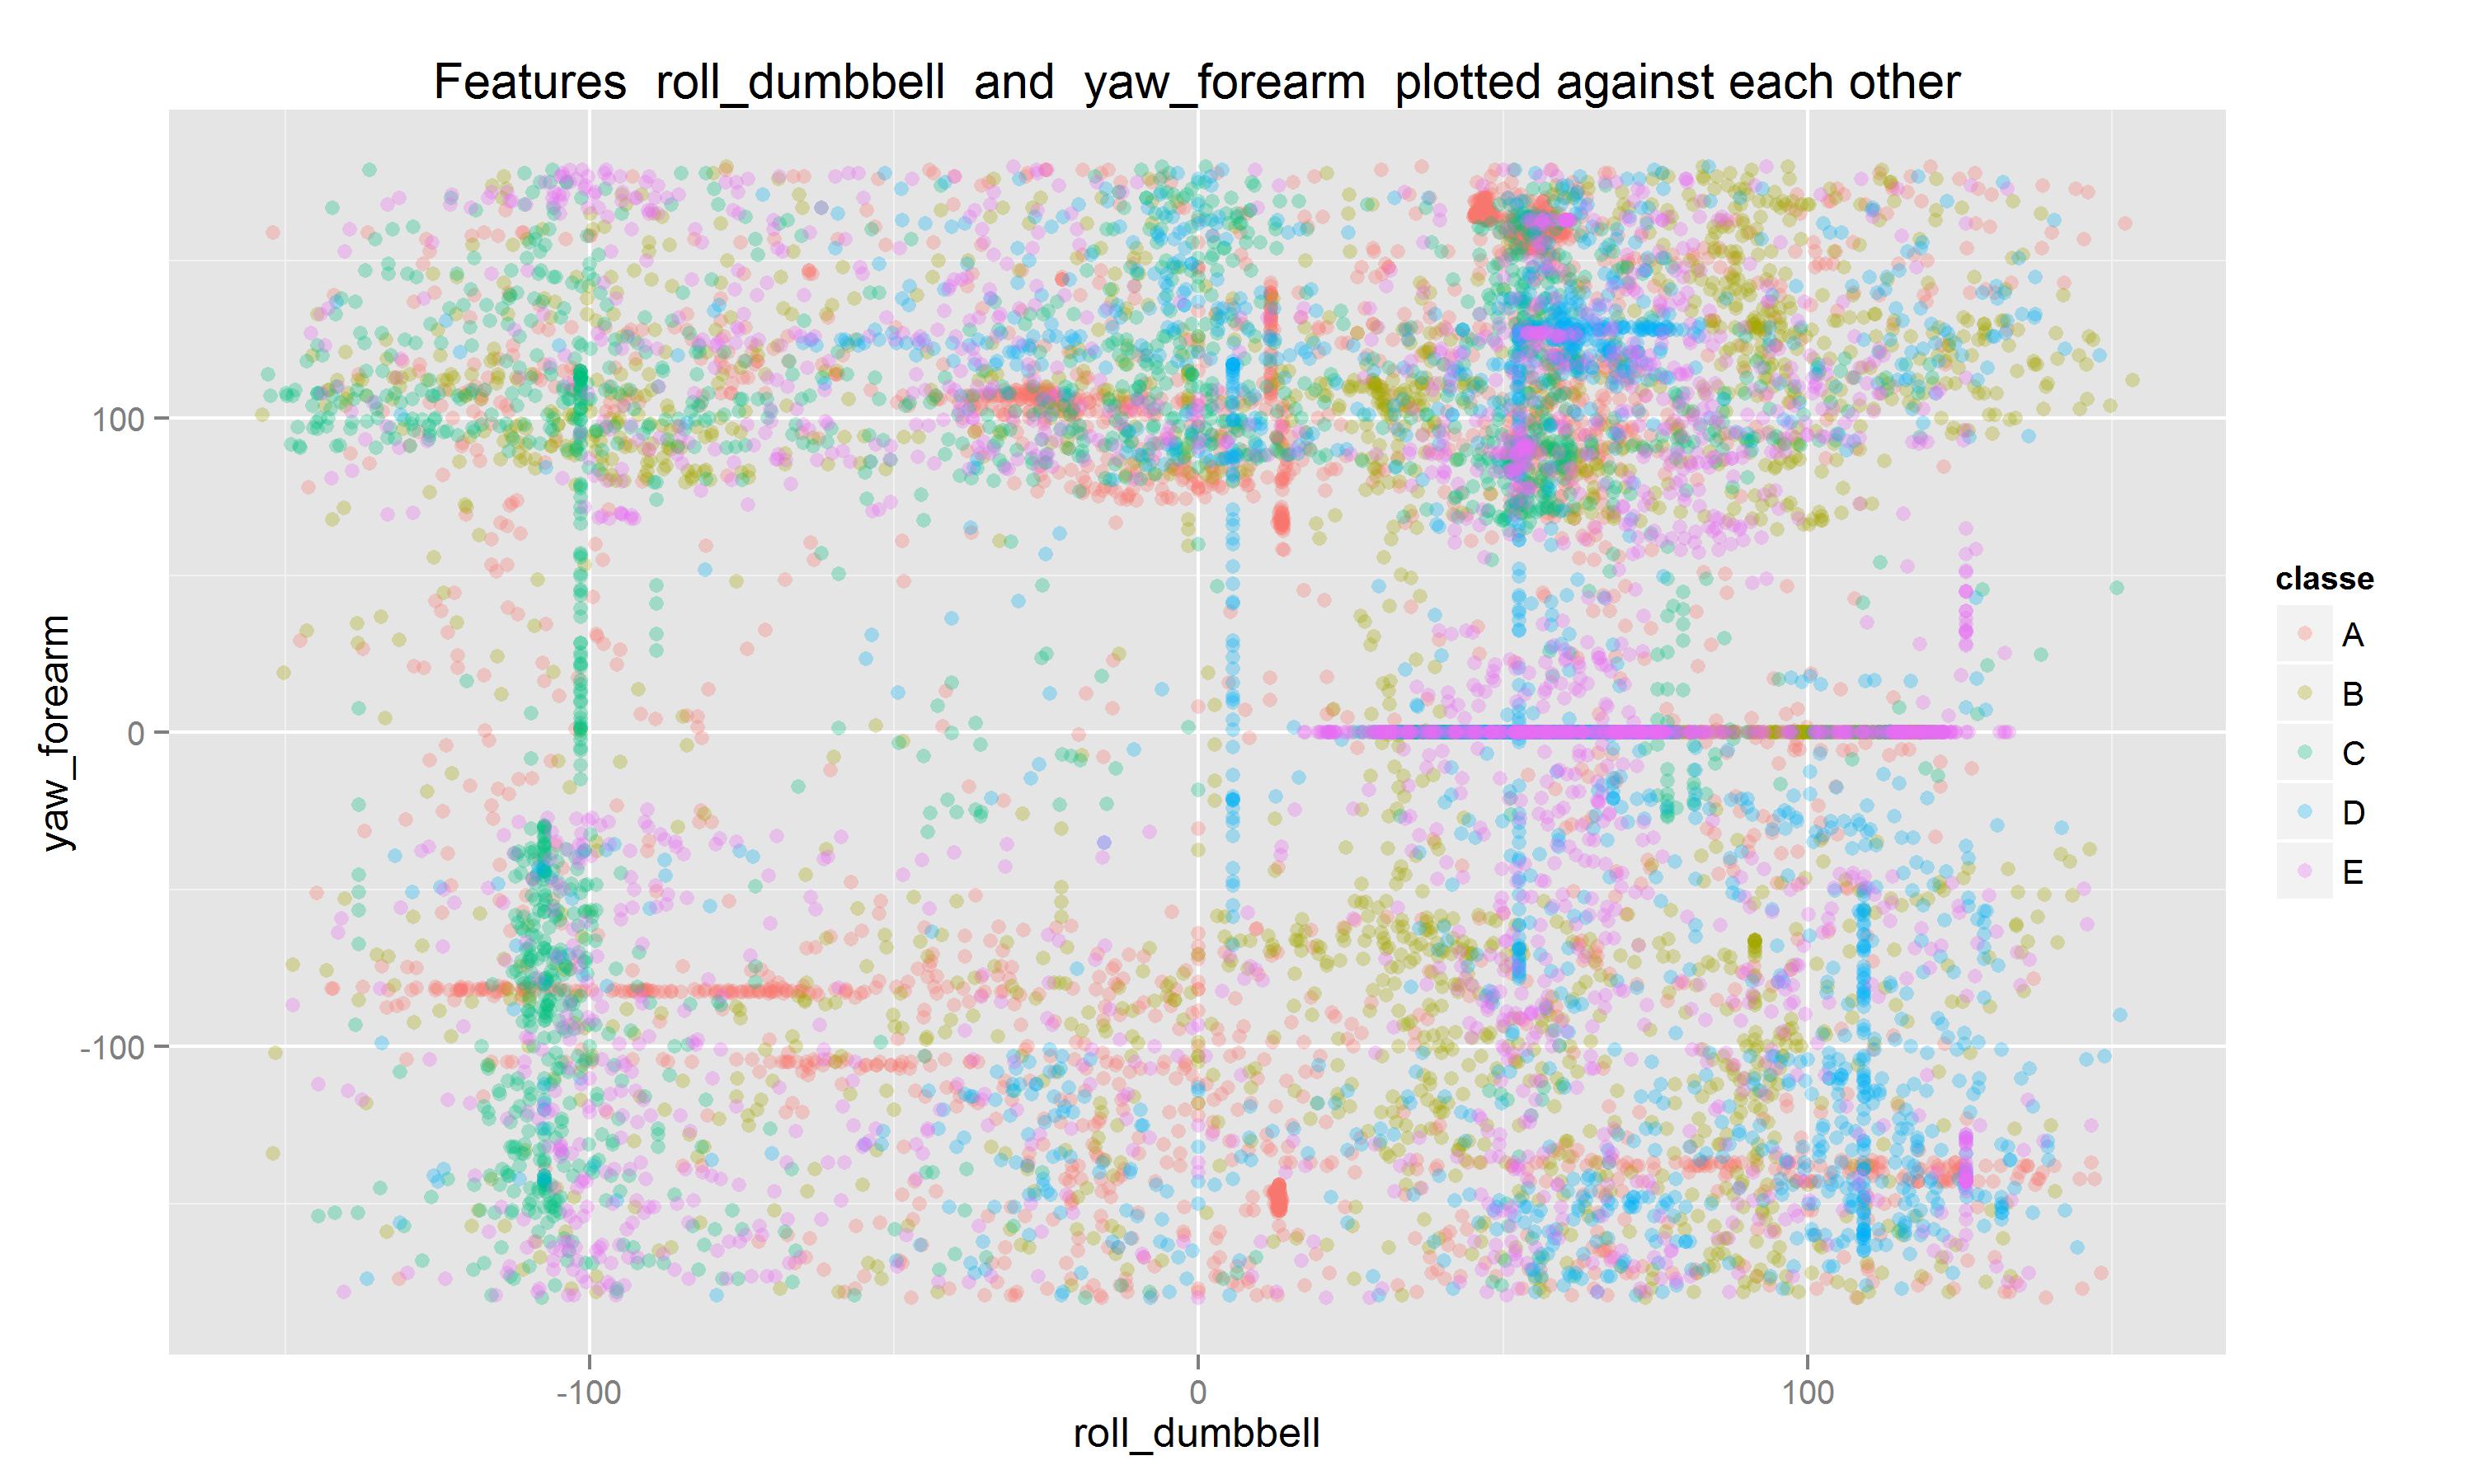 Features roll_dumbbell and yaw_forearm plotted against each other
100
0
-100
yaw_forearm
-100
0
100
roll_dumbbell
classe
A
B
C
D
E